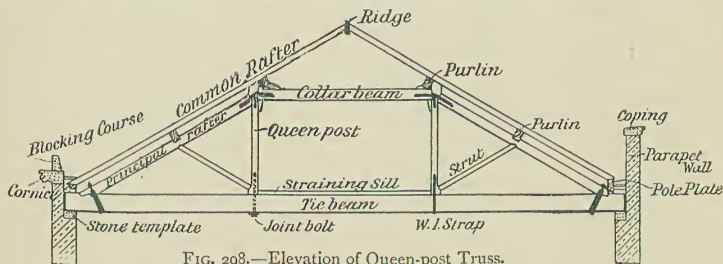 Ridge
Common Rafter
Purlin
Collar beam
Coping
Blocking Course
Principal rafter
Queen post
Purlin
Strut
Parapet
Wall
Cornice
Straining Sill
Pole Plate
Tie beam
Stone template
Joint bolt
W.I. Strap
FIG. 298.—Elevation of Queen-post Truss.